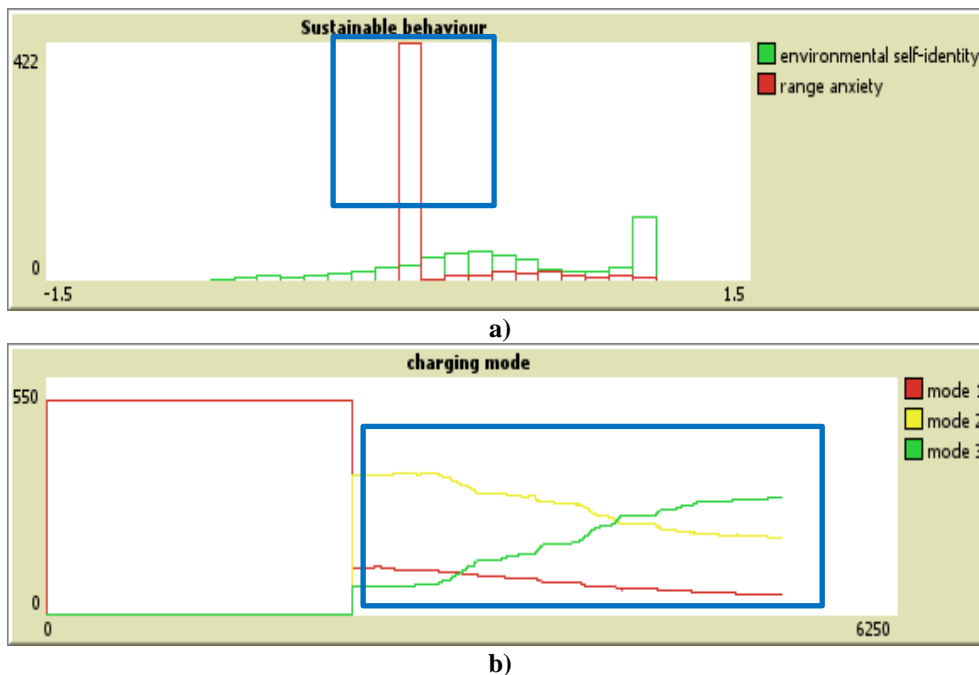 Sustainable behaviour
422
0
-1.5
1.5
environmental self-identity
range anxiety
a)
charging mode
550
0
0
6250
mode 1
mode 2
mode 3
b)